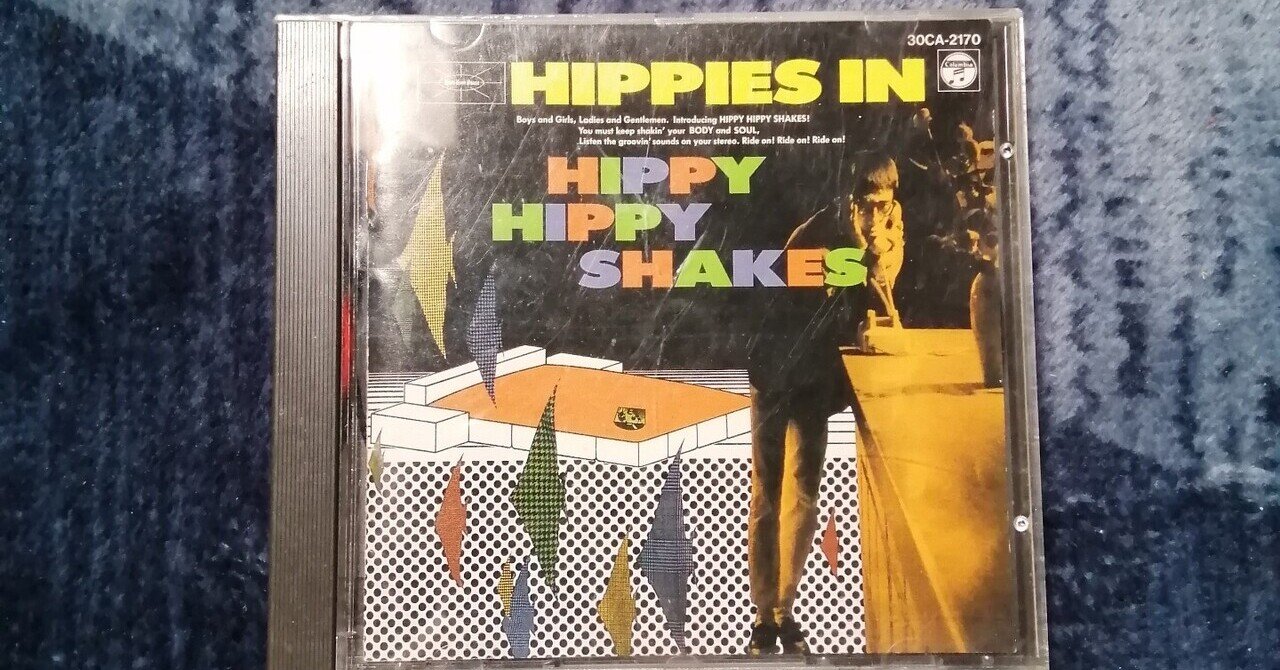 30CA-2170
HIPPIES IN
Columbia
Boys and Girls, Ladies and Gentlemen. Introducing HIPPY HIPPY SHAKES!
You must keep shakin' your BODY and SOUL,
Listen the groovin' sounds on your stereo. Ride on! Ride on! Ride on!
HIPPY
HIPPY
SHAKES